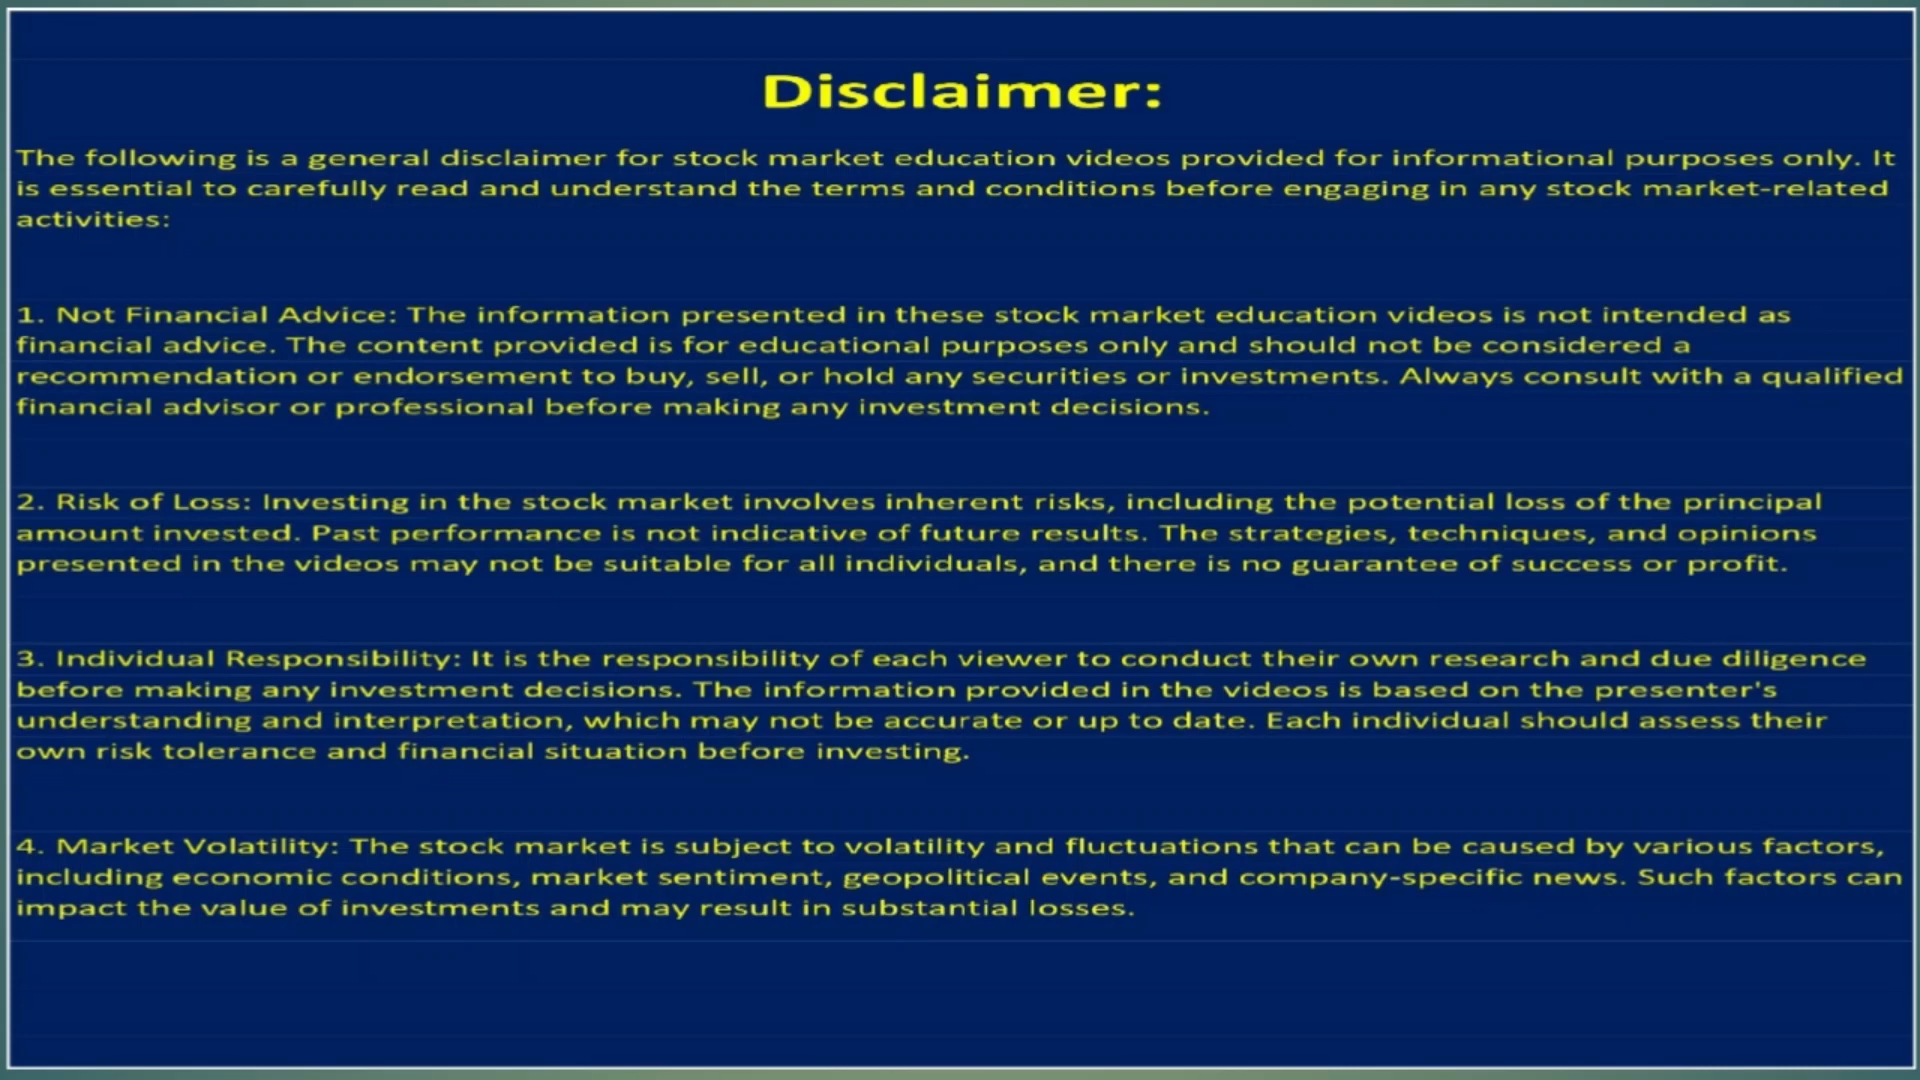 Disclaimer:
The following is a general disclaimer for stock market education videos provided for informational purposes only. It
is essential to carefully read and understand the terms and conditions before engaging in any stock market-related
activities:
1. Not Financial Advice: The information presented in these stock market education videos is not intended as
financial advice. The content provided is for educational purposes only and should not be considered a
recommendation or endorsement to buy, sell, or hold any securities or investments. Always consult with a qualified
financial advisor or professional before making any investment decisions.
2. Risk of Loss: Investing in the stock market involves inherent risks, including the potential loss of the principal
amount invested. Past performance is not indicative of future results. The strategies, techniques, and opinions
presented in the videos may not be suitable for all individuals, and there is no guarantee of success or profit.
3. Individual Responsibility: It is the responsibility of each viewer to conduct their own research and due diligence
before making any investment decisions. The information provided in the videos is based on the presenter's
understanding and interpretation, which may not be accurate or up to date. Each individual should assess their
own risk tolerance and financial situation before investing.
4. Market Volatility: The stock market is subject to volatility and fluctuations that can be caused by various factors,
including economic conditions, market sentiment, geopolitical events, and company-specific news. Such factors can
impact the value of investments and may result in substantial losses.